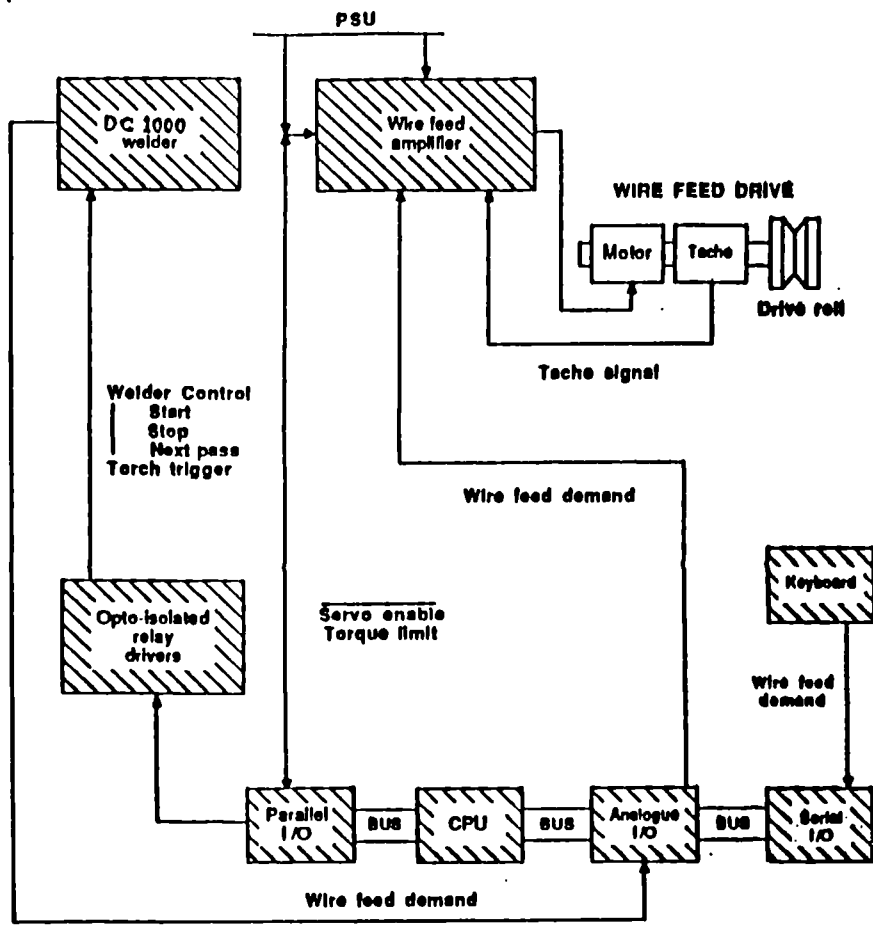 PSU
DC 1000
welder
Wire feed
amplifier
WIRE FEED DRIVE
Motor
Tacho
Drive roll
Tacho signal
Welder Control
Start
Stop
Next pass
Torch trigger
Wire feed demand
Keyboard
Opto-isolated
relay
drivers
Servo enable
Torque limit
Wire feed
demand
Parallel
I/O
BUS
CPU
BUS
Analogue
I/O
BUS
Serial
I/O
Wire feed demand